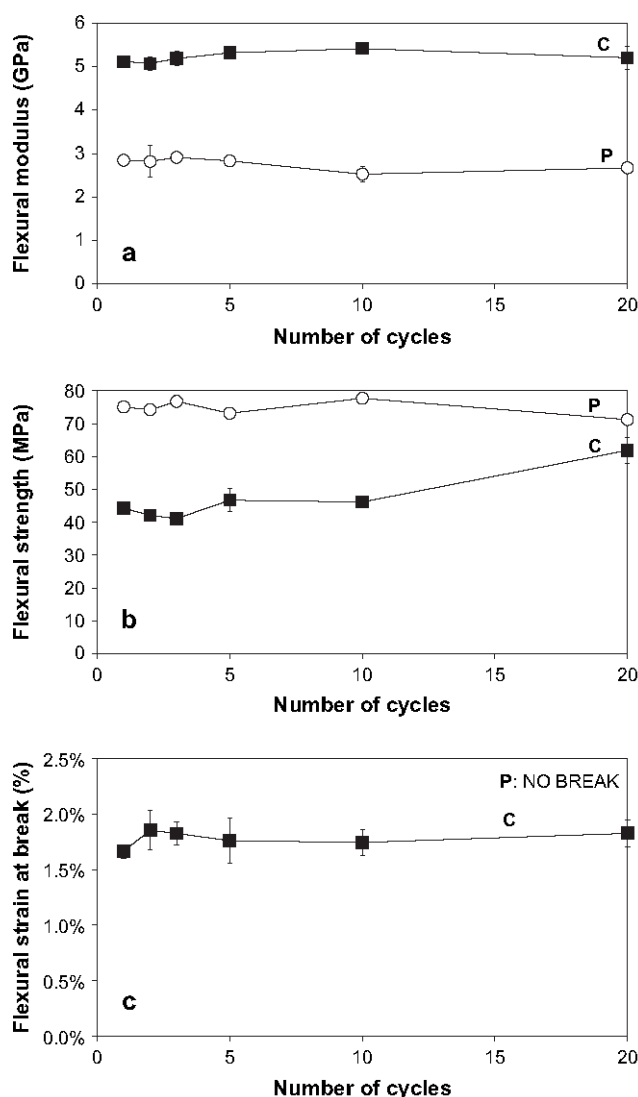 Flexural modulus (GPa)
6
5
4
3
2
1
0
C
P
a
0
5
10
15
20
Number of cycles
Flexural strength (MPa)
80
70
60
50
40
30
20
10
0
P
C
b
0
5
10
15
20
Number of cycles
Flexural strain at break (%)
2.5%
2.0%
1.5%
1.0%
0.5%
0.0%
P: NO BREAK
C
c
0
5
10
15
20
Number of cycles